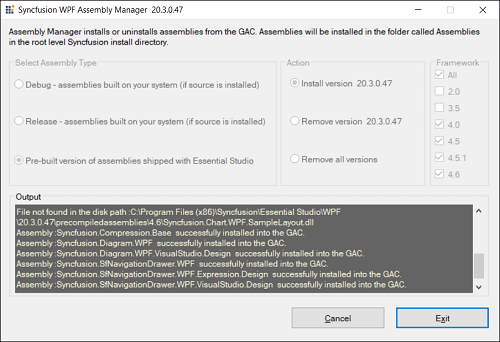 Syncfusion WPF Assembly Manager 20.3.0.47
Assembly Manager installs or uninstalls assemblies from the GAC. Assemblies will be installed in the folder called Assemblies
in the root level Syncfusion install directory.
Select Assembly Type
Debug - assemblies built on your system (if source is installed)
Release - assemblies built on your system (if source is installed)
Pre-built version of assemblies shipped with Essential Studio
Action
Install version 20.3.0.47
Remove version 20.3.0.47
Remove all versions
Framework
All
2.0
3.5
4.0
4.5
4.5.1
4.6
Output
File not found in the disk path :C:\Program Files (x86)\Syncfusion\Essential Studio\WPF
\20.3.0.47\precompiledassemblies\4.6\Syncfusion.Chart.WPF.SampleLayout.dll
Assembly :Syncfusion.Compression.Base successfully installed into the GAC.
Assembly :Syncfusion.Diagram.WPF successfully installed into the GAC.
Assembly :Syncfusion.Diagram.WPF.VisualStudio.Design successfully installed into the GAC.
Assembly :Syncfusion.SfNavigationDrawer.WPF successfully installed into the GAC.
Assembly :Syncfusion.SfNavigationDrawer.WPF.Expression.Design successfully installed into the GAC.
Assembly :Syncfusion.SfNavigationDrawer.WPF.VisualStudio.Design successfully installed into the GAC.
Cancel
Exit